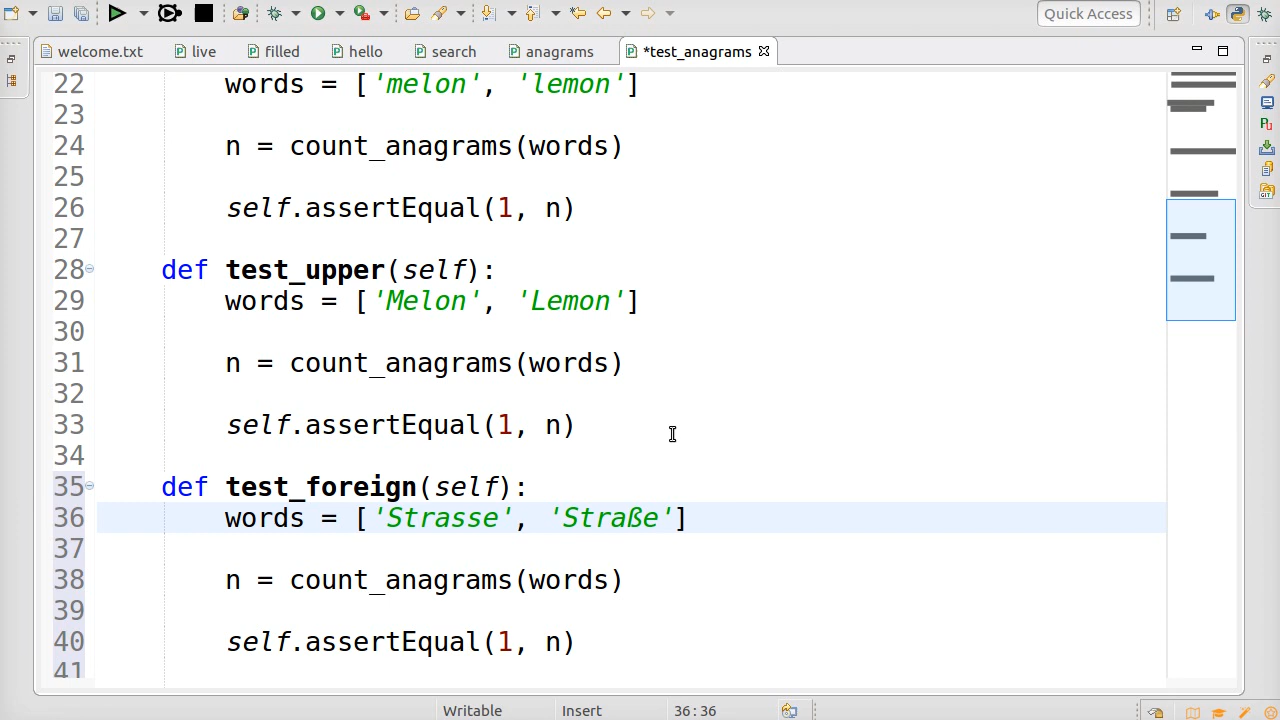 Quick Access
welcome.txt live filled hello search anagrams *test_anagrams
22 words = ['melon', 'lemon']
23
24 n = count_anagrams(words)
25
26 self.assertEqual(1, n)
27
28 def test_upper(self):
29 words = ['Melon', 'Lemon']
30
31 n = count_anagrams(words)
32
33 self.assertEqual(1, n)
34
35 def test_foreign(self):
36 words = ['Strasse', 'Straße']
37
38 n = count_anagrams(words)
39
40 self.assertEqual(1, n)
41
Writable Insert 36:36